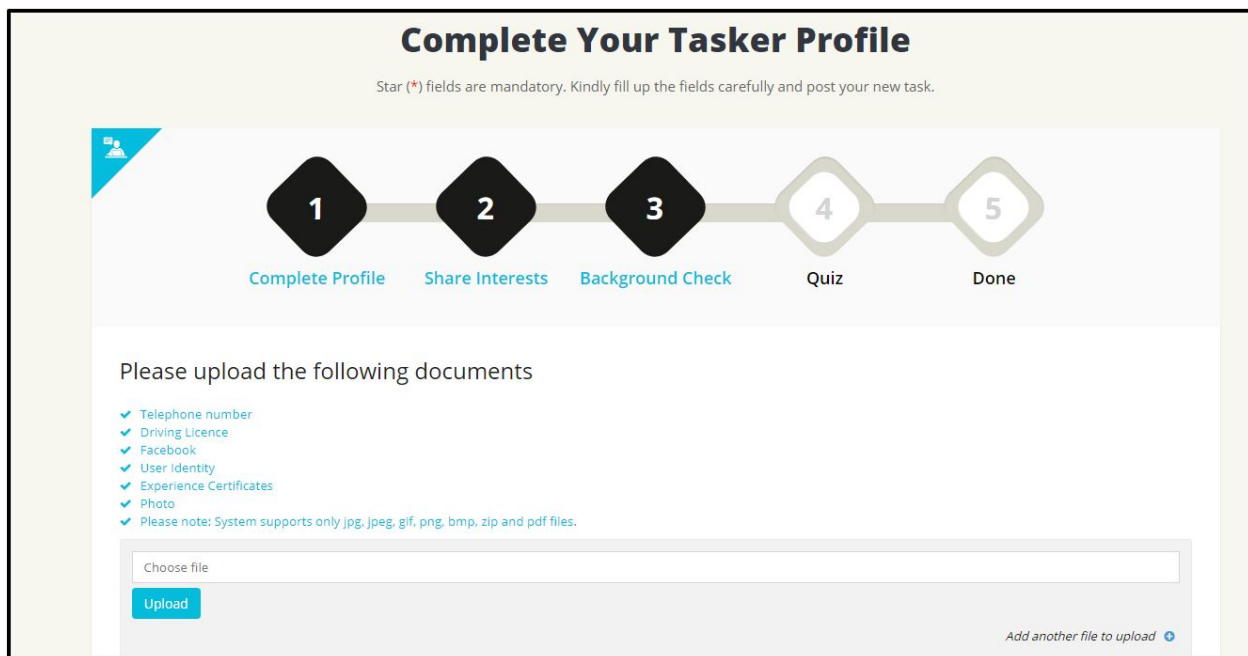 Complete Your Tasker Profile
Star (*) fields are mandatory. Kindly fill up the fields carefully and post your new task.
1 2 3 4 5
Complete Profile Share Interests Background Check Quiz Done
Please upload the following documents
Telephone number
Driving Licence
Facebook
User Identity
Experience Certificates
Photo
Please note: System supports only jpg, jpeg, gif, png, bmp, zip and pdf files.
Choose file
Upload
Add another file to upload